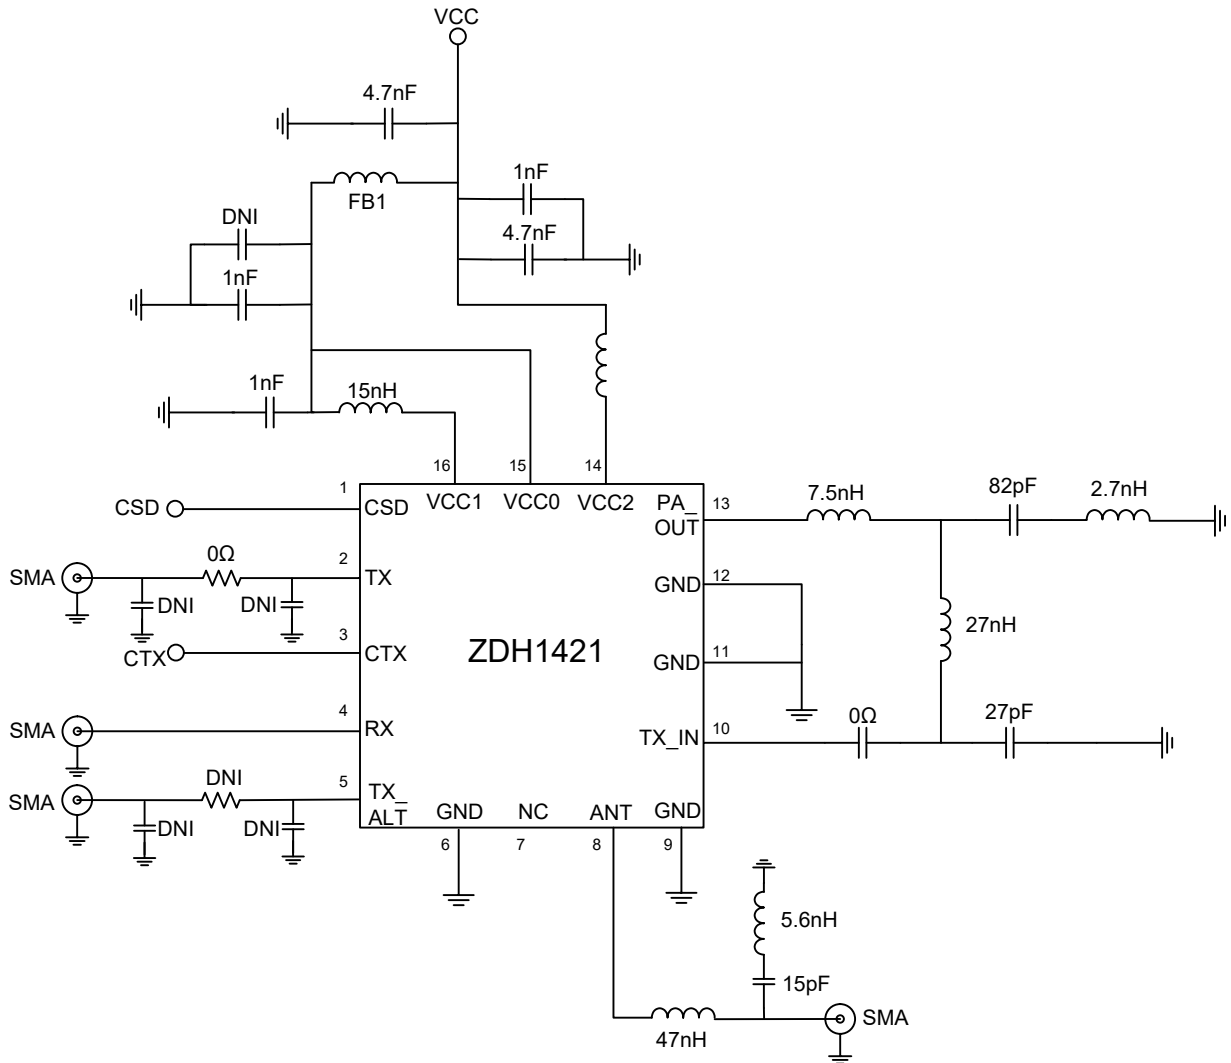 VCC
4.7nF
1nF
FB1
DNI
4.7nF
1nF
1nF
15nH
16
15
14
1
VCC1
VCC0
VCC2
PA_
OUT
13
7.5nH
82pF
2.7nH
CSD
CSD
0Ω
2
SMA
TX
DNI
DNI
GND
12
3
CTX
CTX
ZDH1421
27nH
GND
11
4
SMA
RX
TX_IN
10
0Ω
27pF
DNI
5
SMA
TX_
ALT
DNI
DNI
GND
NC
ANT
GND
6
7
8
9
5.6nH
15pF
SMA
47nH